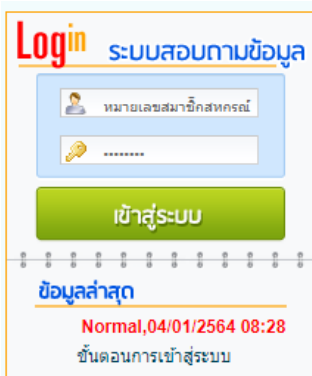 Login ระบบสอบถามข้อมูล
หมายเลขสมาชิ๊กสหกรณ์
........
เข้าสู่ระบบ
ข้อมูลล่าสุด
Normal,04/01/2564 08:28
ขั้นตอนการเข้าสู่ระบบ